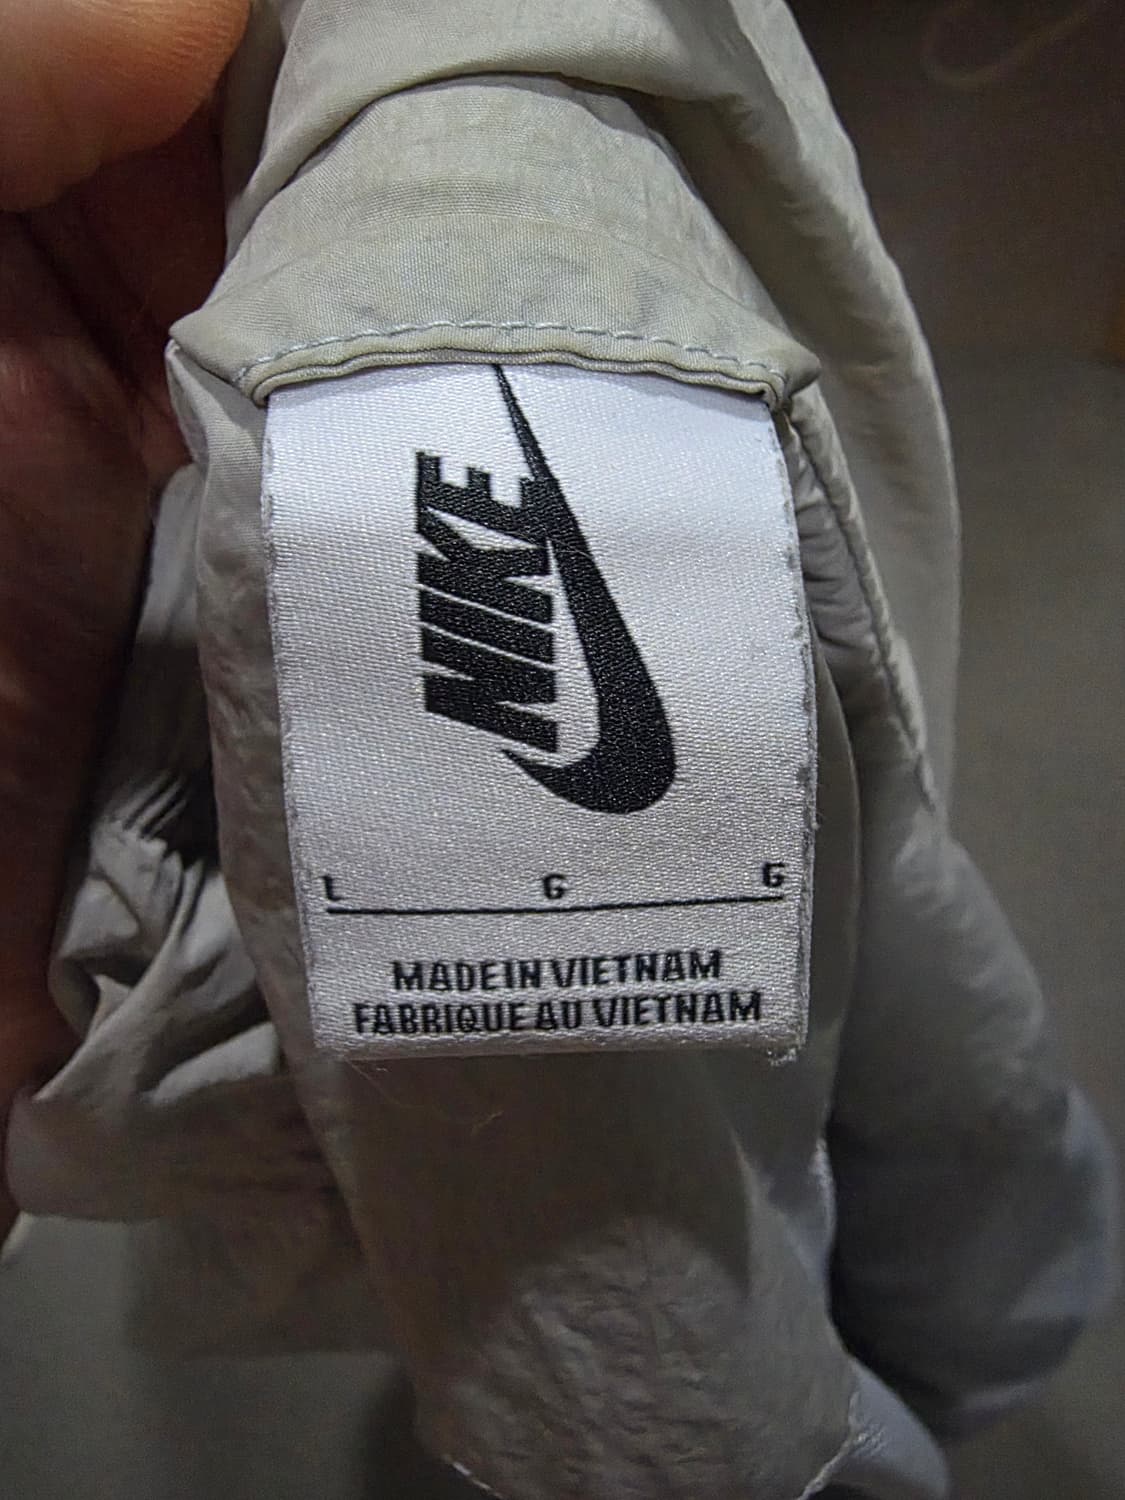 NIKE
L G G
MADE IN VIETNAM
FABRIQUE AU VIETNAM